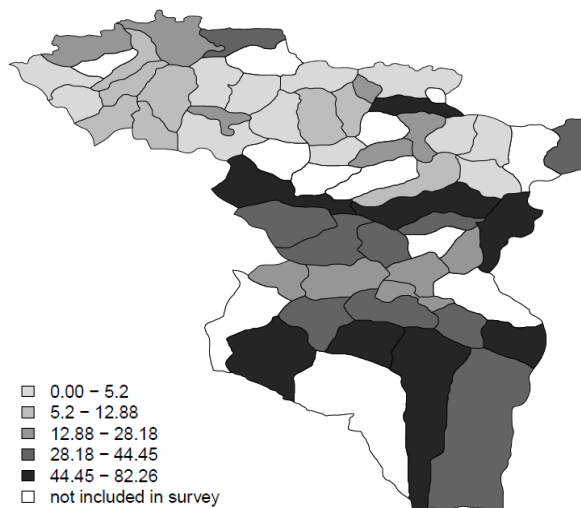 0.00 – 5.2
5.2 – 12.88
12.88 – 28.18
28.18 – 44.45
44.45 – 82.26
not included in survey